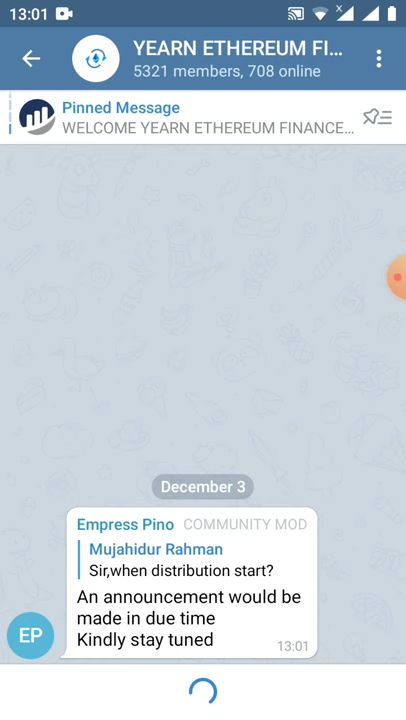 13:01
YEARN ETHEREUM FI...
5321 members, 708 online
Pinned Message
WELCOME YEARN ETHEREUM FINANCE...
December 3
Empress Pino COMMUNITY MOD
Mujahidur Rahman
Sir,when distribution start?
An announcement would be
made in due time
Kindly stay tuned
13:01
EP